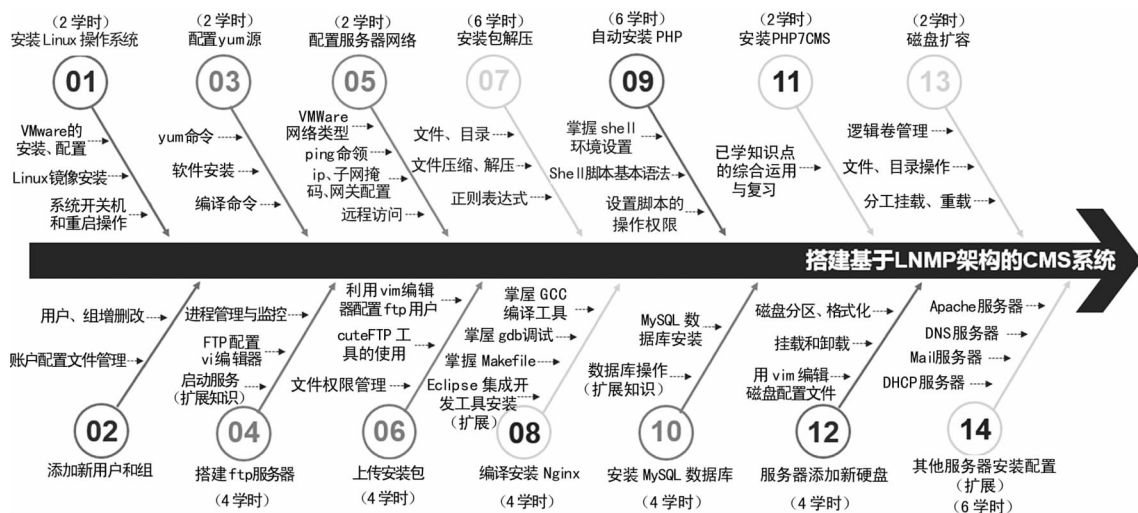 (2学时)
安装Linux操作系统
01
VMware的
安装、配置
Linux镜像安装
系统开关机
和重启操作
(2学时)
配置yum源
03
yum命令
软件安装
编译命令
(2学时)
配置服务器网络
05
VMWare
网络类型
ping命领
ip、子网掩
码、网关配置
远程访问
(6学时)
安装包解压
07
文件、目录
文件压缩、解压
正则表达式
(6学时)
自动安装PHP
09
掌握shell
环境设置
Shell脚本基本语法
设置脚本的
操作权限
(2学时)
安装PHP7CMS
11
已学知识点
的综合运用
与复习
(2学时)
磁盘扩容
13
逻辑卷管理
文件、目录操作
分工挂载、重载
搭建基于LNMP架构的CMS系统
用户、组增删改
账户配置文件管理
02
添加新用户和组
进程管理与监控
FTP配置
vi编辑器
启动服务
(扩展知识)
04
搭建ftp服务器
(4学时)
利用vim编辑
器配置ftp用户
cuteFTP工
具的使用
文件权限管理
06
上传安装包
(4学时)
掌屋GCC
编译工具
掌屋gdb调试
掌握Makefile
Eclipse集成开
发工具安装
(扩展)
08
编译安装Nginx
(4学时)
MySQL数
据库安装
数据库操作
(扩展知识)
10
安装MySQL数据库
(4学时)
磁盘分区、格式化
挂载和卸载
用vim编辑
磁盘配置文件
12
服务器添加新硬盘
(4学时)
Apache服务器
DNS服务器
Mail服务器
DHCP服务器
14
其他服务器安装配置
(扩展)
(6学时)